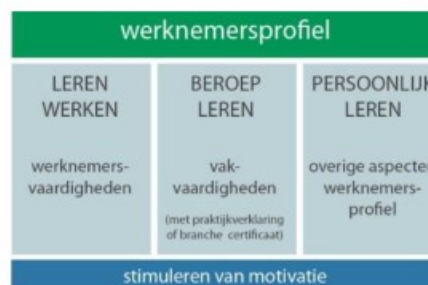 werknemersprofiel
LEREN
WERKEN
werknemers-
vaardigheden
BEROEP
LEREN
vak-
vaardigheden
(met praktijkverklaring
of branche certificaat)
PERSOONLIJK
LEREN
overige aspecten
werknemers-
profiel
stimuleren van motivatie